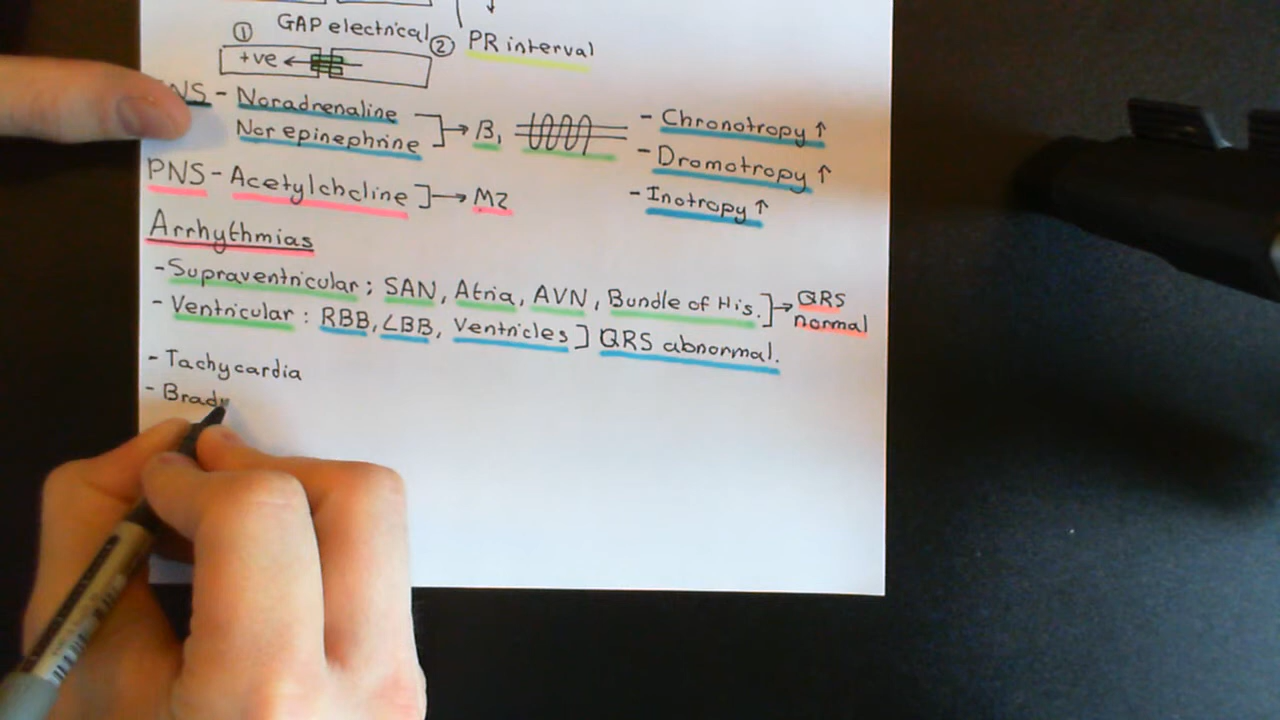 ① GAP electrical ② PR interval
+ve ←
NS - Noradrenaline
Norepinephrine ] → β₁
- Chronotropy ↑
- Dromotropy ↑
- Inotropy ↑
PNS - Acetylcholine ] → M2
Arrhythmias
- Supraventricular ; SAN, Atria, AVN, Bundle of His. ] → QRS normal
- Ventricular : RBB, LBB, Ventricles ] QRS abnormal.
- Tachycardia
- Brady